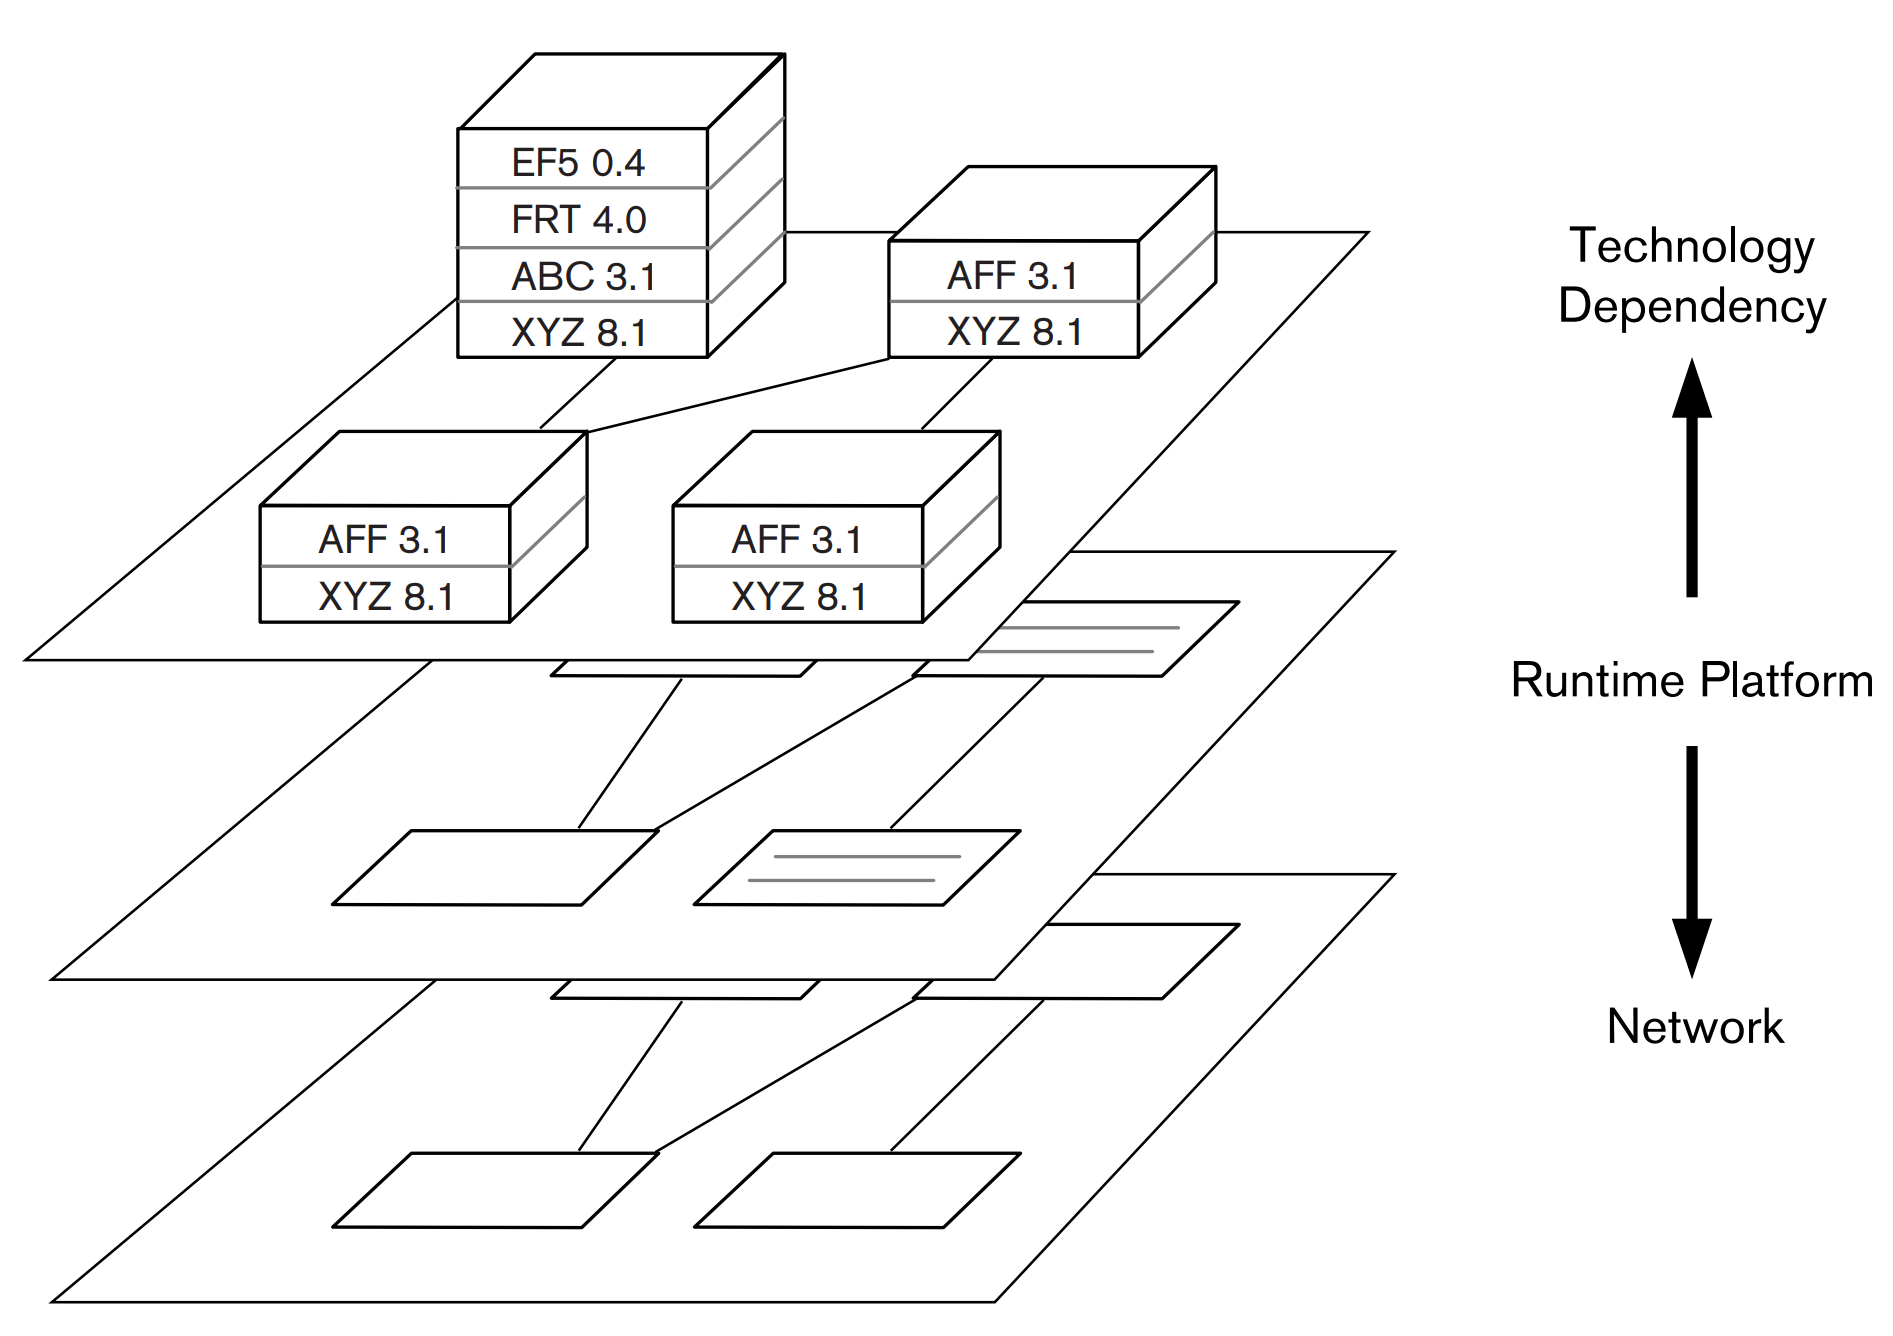 EF5 0.4
FRT 4.0
ABC 3.1
XYZ 8.1
AFF 3.1
XYZ 8.1
AFF 3.1
XYZ 8.1
AFF 3.1
XYZ 8.1
Technology
Dependency
Runtime Platform
Network